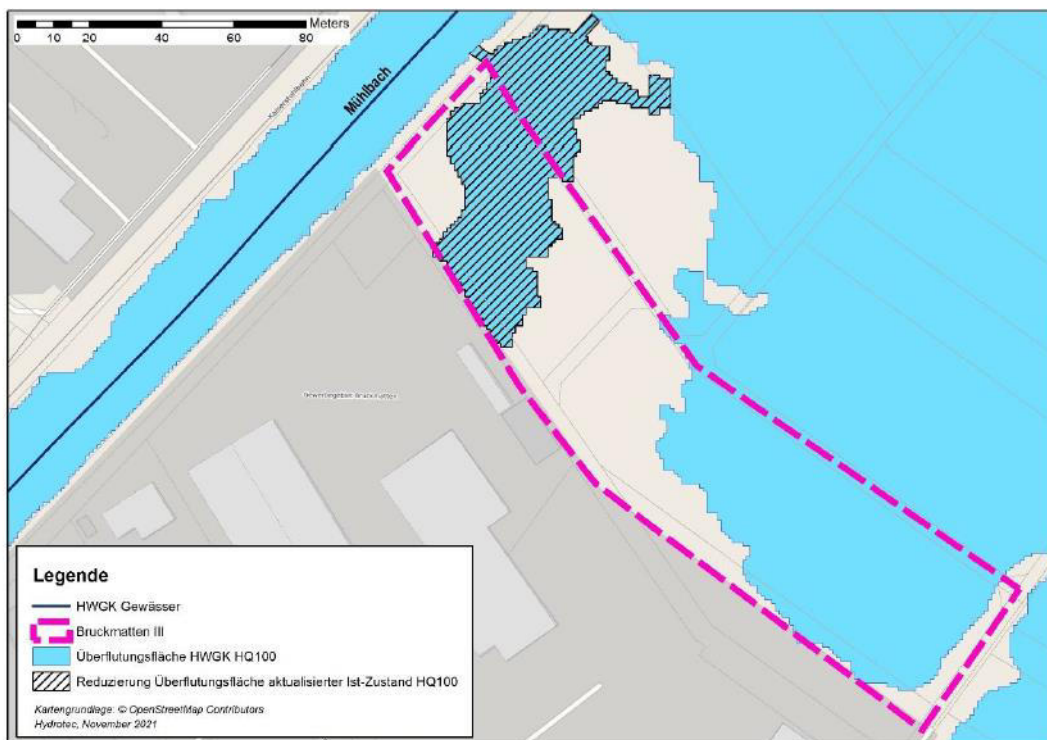 0 10 20 40 60 80 Meters
Mühlbach
Legende
HWGK Gewässer
Bruckmatten III
Überflutungsfläche HWGK HQ100
Reduzierung Überflutungsfläche aktualisierter Ist-Zustand HQ100
Kartengrundlage: © OpenStreetMap Contributors
Hydrotec, November 2021